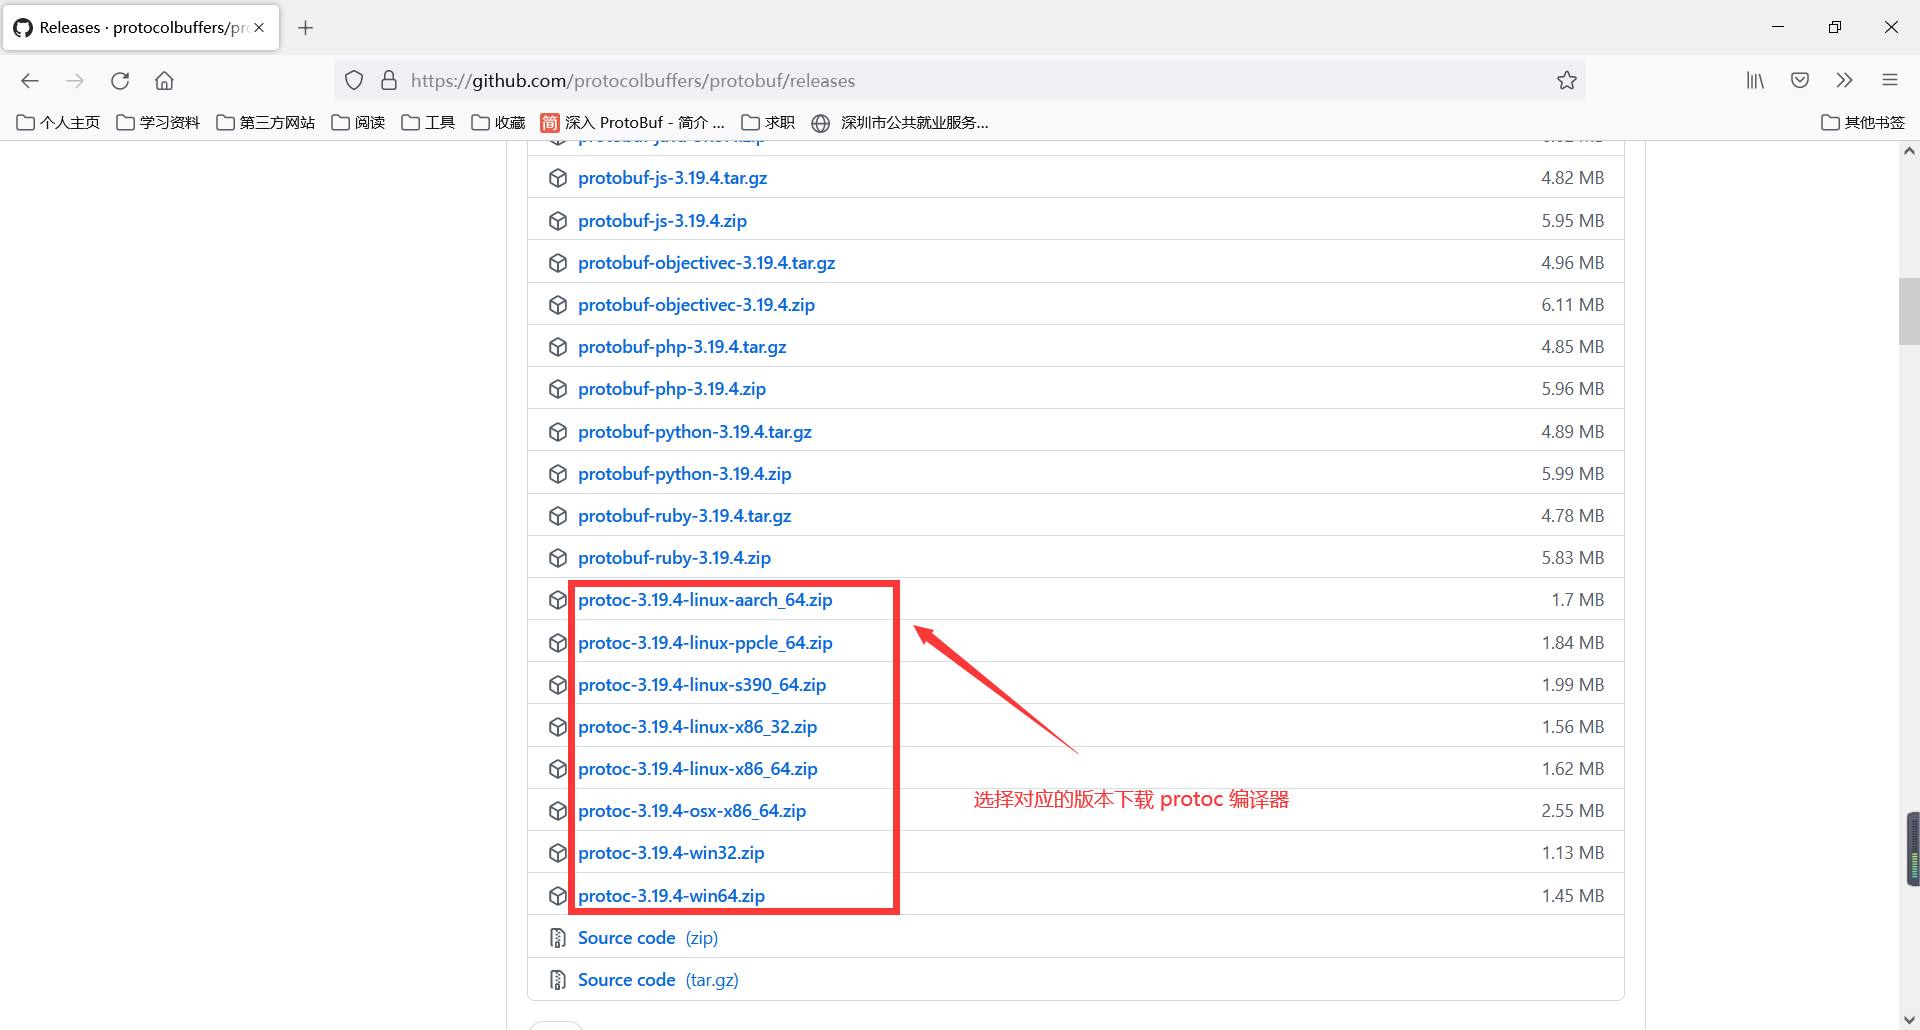 Releases · protocolbuffers/pro
https://github.com/protocolbuffers/protobuf/releases
个人主页 学习资料 第三方网站 阅读 工具 收藏 简 深入 ProtoBuf - 简介 ... 求职 深圳市公共就业服务... 其他书签
protobuf-js-3.19.4.tar.gz 4.82 MB
protobuf-js-3.19.4.zip 5.95 MB
protobuf-objectivec-3.19.4.tar.gz 4.96 MB
protobuf-objectivec-3.19.4.zip 6.11 MB
protobuf-php-3.19.4.tar.gz 4.85 MB
protobuf-php-3.19.4.zip 5.96 MB
protobuf-python-3.19.4.tar.gz 4.89 MB
protobuf-python-3.19.4.zip 5.99 MB
protobuf-ruby-3.19.4.tar.gz 4.78 MB
protobuf-ruby-3.19.4.zip 5.83 MB
protoc-3.19.4-linux-aarch_64.zip 1.7 MB
protoc-3.19.4-linux-ppcle_64.zip 1.84 MB
protoc-3.19.4-linux-s390_64.zip 1.99 MB
protoc-3.19.4-linux-x86_32.zip 1.56 MB
protoc-3.19.4-linux-x86_64.zip 1.62 MB
选择对应的版本下载 protoc 编译器
protoc-3.19.4-osx-x86_64.zip 2.55 MB
protoc-3.19.4-win32.zip 1.13 MB
protoc-3.19.4-win64.zip 1.45 MB
Source code (zip)
Source code (tar.gz)